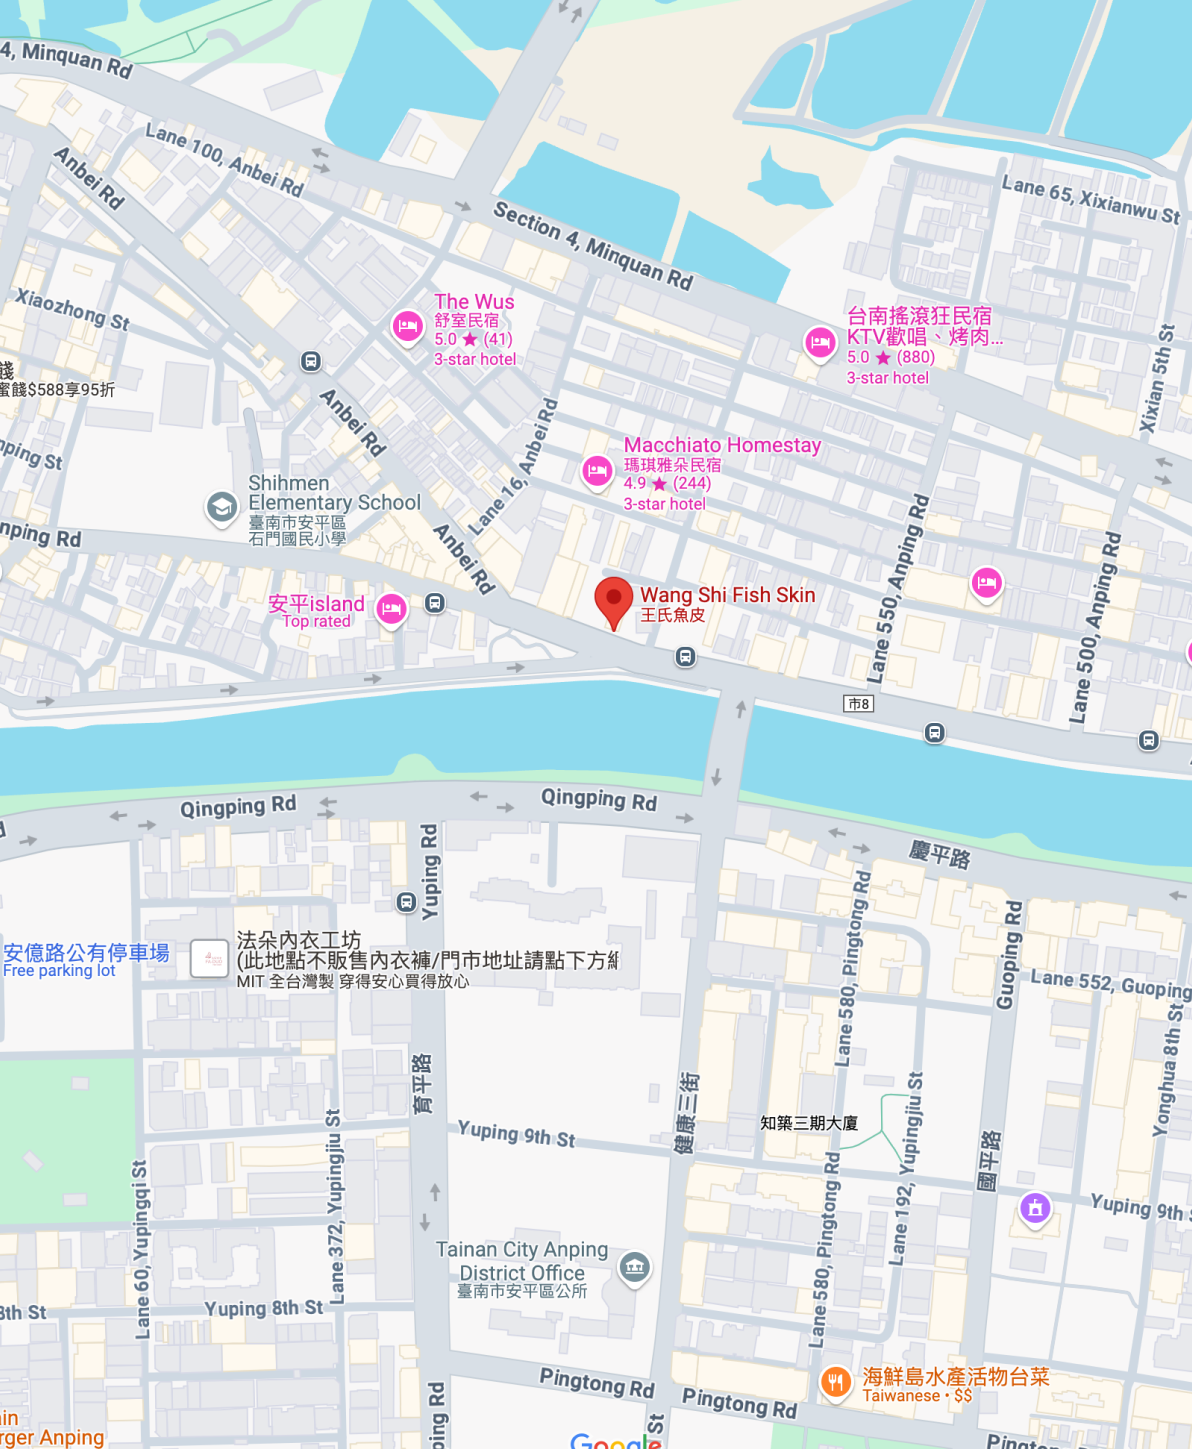 4, Minquan Rd
Lane 100, Anbei Rd
Anbei Rd
Lane 65, Xixianwu St
Section 4, Minquan Rd
Xiaozhong St
The Wus
舒室民宿
5.0 ★ (41)
3-star hotel
台南搖滾狂民宿
KTV歡唱、烤肉...
5.0 ★ (880)
3-star hotel
Xixian 5th St
餞
蜜餞$588享95折
Anbei Rd
Lane 16, Anbei Rd
Macchiato Homestay
瑪琪雅朵民宿
4.9 ★ (244)
3-star hotel
nping St
Shihmen
Elementary School
臺南市安平區
石門國民小學
nping Rd
Anbei Rd
Lane 550, Anping Rd
Lane 500, Anping Rd
安平island
Top rated
Wang Shi Fish Skin
王氏魚皮
市8
Qingping Rd
Qingping Rd
慶平路
Yuping Rd
Lane 580, Pingtong Rd
Guoping Rd
安億路公有停車場
Free parking lot
法朵內衣工坊
(此地點不販售內衣褲/門市地址請點下方網
MIT 全台灣製 穿得安心買得放心
Lane 552, Guoping
Yonghua 8th St
育平路
健康三街
Lane 192, Yupingjiu St
知築三期大廈
Yuping 9th St
國平路
Lane 60, Yupingqi St
Lane 372, Yupingjiu St
Lane 580, Pingtong Rd
Yuping 9th S
Tainan City Anping
District Office
臺南市安平區公所
8th St
Yuping 8th St
Pingtong Rd
Pingtong Rd
海鮮島水產活物台菜
Taiwanese • $$
ain
rger Anping
ping Rd
St
Google
Pingtong Rd